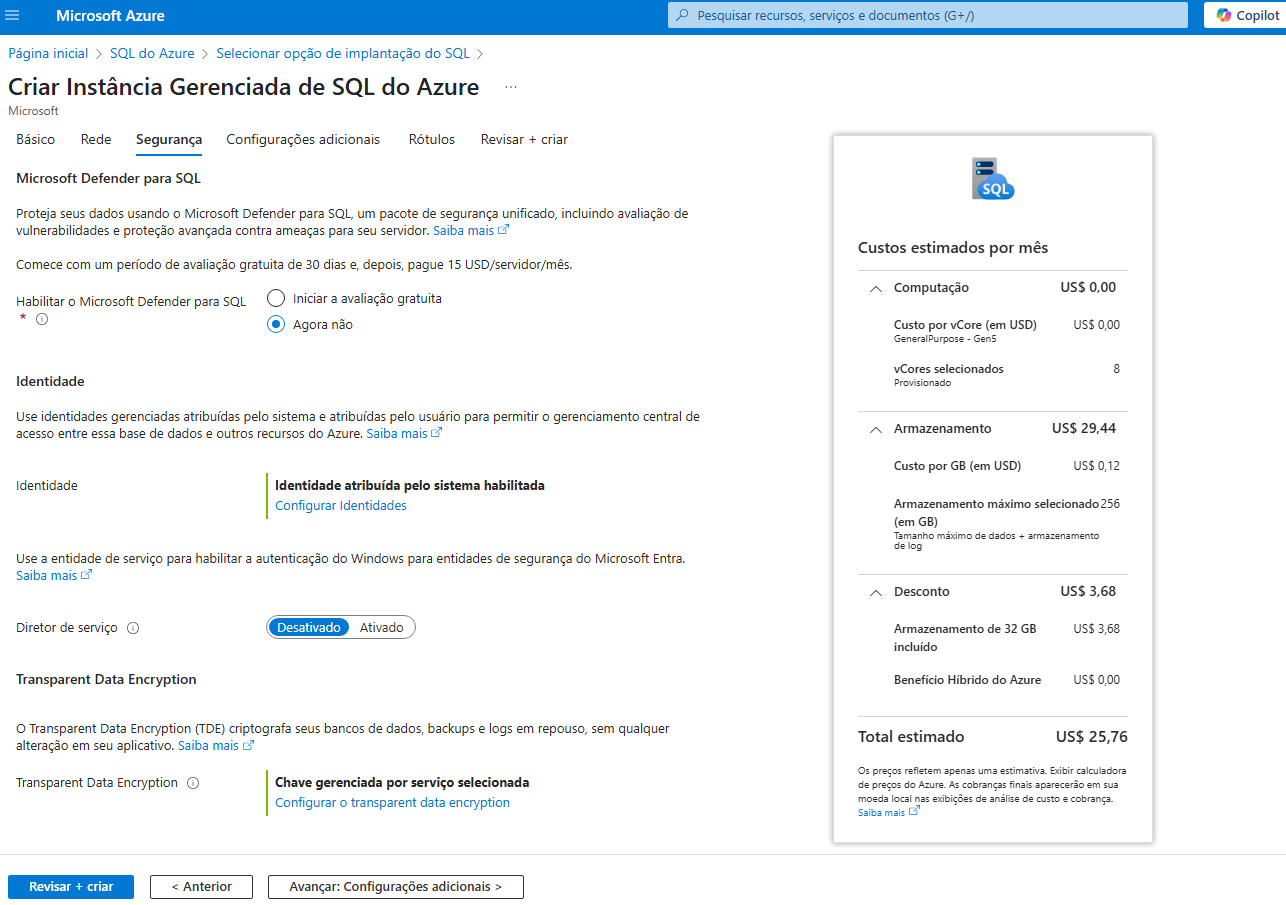 Microsoft Azure
Pesquisar recursos, serviços e documentos (G+/)
Copilot
Página inicial > SQL do Azure > Selecionar opção de implantação do SQL >
Criar Instância Gerenciada de SQL do Azure ...
Microsoft
Básico Rede Segurança Configurações adicionais Rótulos Revisar + criar
Microsoft Defender para SQL
Proteja seus dados usando o Microsoft Defender para SQL, um pacote de segurança unificado, incluindo avaliação de
vulnerabilidades e proteção avançada contra ameaças para seu servidor. Saiba mais
Comece com um período de avaliação gratuita de 30 dias e, depois, pague 15 USD/servidor/mês.
Habilitar o Microsoft Defender para SQL
*
Iniciar a avaliação gratuita
Agora não
Identidade
Use identidades gerenciadas atribuídas pelo sistema e atribuídas pelo usuário para permitir o gerenciamento central de
acesso entre essa base de dados e outros recursos do Azure. Saiba mais
Identidade
Identidade atribuída pelo sistema habilitada
Configurar Identidades
Use a entidade de serviço para habilitar a autenticação do Windows para entidades de segurança do Microsoft Entra.
Saiba mais
Diretor de serviço
Desativado Ativado
Transparent Data Encryption
O Transparent Data Encryption (TDE) criptografa seus bancos de dados, backups e logs em repouso, sem qualquer
alteração em seu aplicativo. Saiba mais
Transparent Data Encryption
Chave gerenciada por serviço selecionada
Configurar o transparent data encryption
SQL
Custos estimados por mês
Computação US$ 0,00
Custo por vCore (em USD) US$ 0,00
GeneralPurpose - Gen5
vCores selecionados 8
Provisionado
Armazenamento US$ 29,44
Custo por GB (em USD) US$ 0,12
Armazenamento máximo selecionado 256
(em GB)
Tamanho máximo de dados + armazenamento
de log
Desconto US$ 3,68
Armazenamento de 32 GB US$ 3,68
incluído
Benefício Híbrido do Azure US$ 0,00
Total estimado US$ 25,76
Os preços refletem apenas uma estimativa. Exibir calculadora
de preços do Azure. As cobranças finais aparecerão em sua
moeda local nas exibições de análise de custo e cobrança.
Saiba mais
Revisar + criar
< Anterior
Avançar: Configurações adicionais >